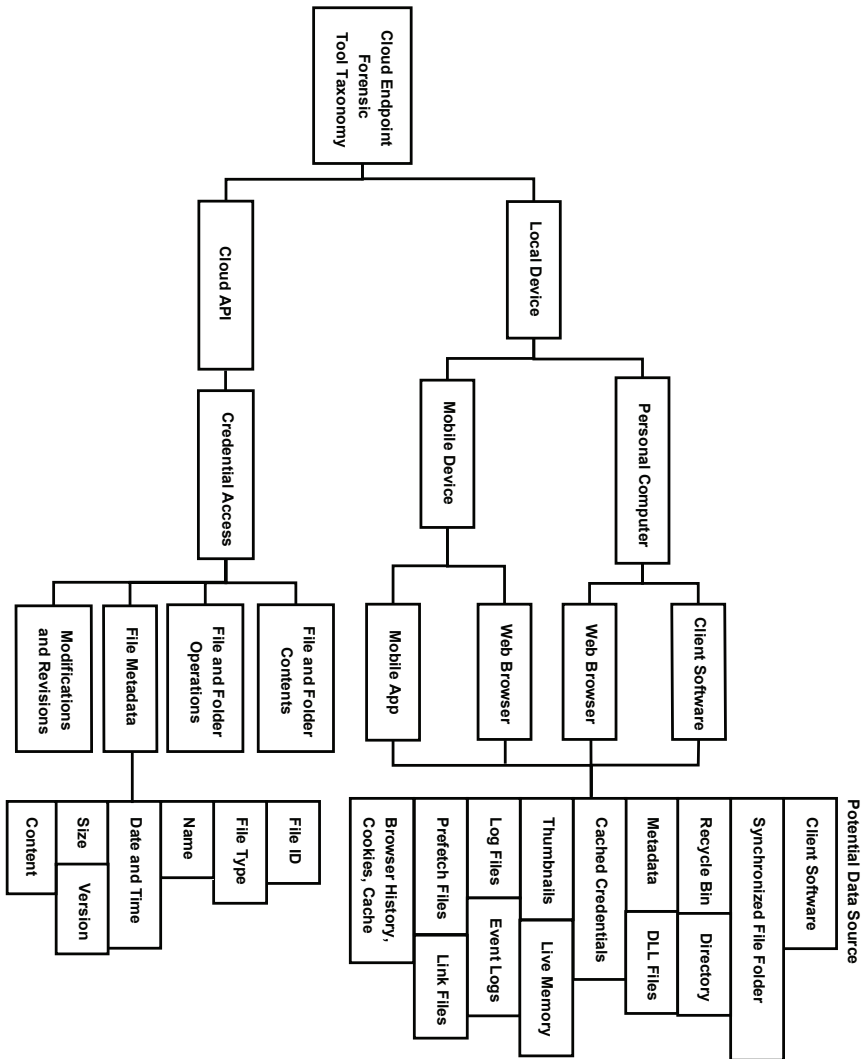 Cloud Endpoint
Forensic
Tool Taxonomy
Local Device
Cloud API
Personal Computer
Mobile Device
Credential Access
Client Software
Web Browser
Web Browser
Mobile App
File and Folder
Contents
File and Folder
Operations
File Metadata
Modifications
and Revisions
Potential Data Source
Client Software
Synchronized File Folder
Recycle Bin
Directory
Metadata
DLL Files
Cached Credentials
Thumbnails
Live Memory
Log Files
Event Logs
Prefetch Files
Link Files
Browser History,
Cookies, Cache
File ID
File Type
Name
Date and Time
Size
Version
Content